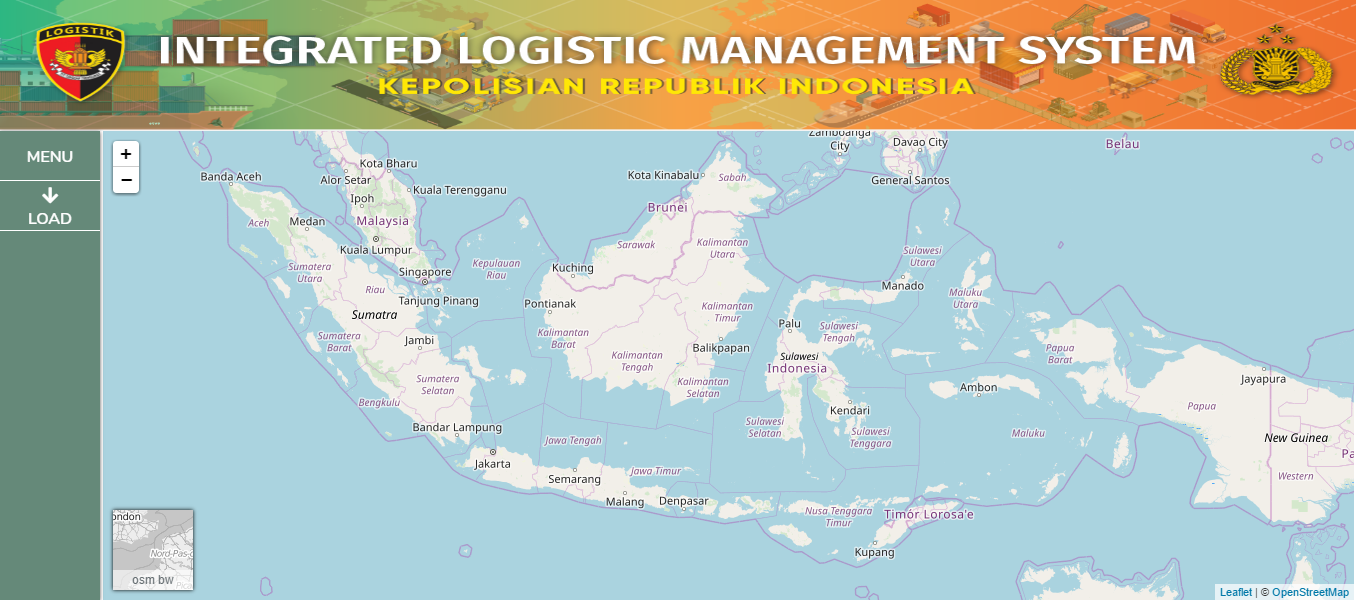 LOGISTIK
INTEGRATED LOGISTIC MANAGEMENT SYSTEM
KEPOLISIAN REPUBLIK INDONESIA
MENU
LOAD
+
−
Zamboanga
City
Davao City
Belau
Kota Bharu
Banda Aceh
Alor Setar
Kota Kinabalu
Sabah
General Santos
Kuala Terengganu
Ipoh
Brunei
Aceh
Medan
Malaysia
Sarawak
Kalimantan
Utara
Kuala Lumpur
Sulawesi
Utara
Sumatera
Utara
Kepulauan
Riau
Singapore
Kuching
Manado
Maluku
Utara
Riau
Tanjung Pinang
Pontianak
Kalimantan
Timur
Sumatra
Palu
Sulawesi
Tengah
Sumatera
Barat
Jambi
Kalimantan
Barat
Balikpapan
Papua
Barat
Kalimantan
Tengah
Sulawesi
Indonesia
Sumatera
Selatan
Kalimantan
Selatan
Ambon
Jayapura
Bengkulu
Kendari
Papua
Bandar Lampung
Sulawesi
Selatan
Sulawesi
Tenggara
Maluku
New Guinea
Jawa Tengah
Pa
Jakarta
Jawa Timur
Semarang
Western
Malang
Denpasar
Nusa Tenggara
Timur
Timór Lorosa'e
Kupang
ondon
Nord-Pas-c
osm bw
Leaflet | © OpenStreetMap